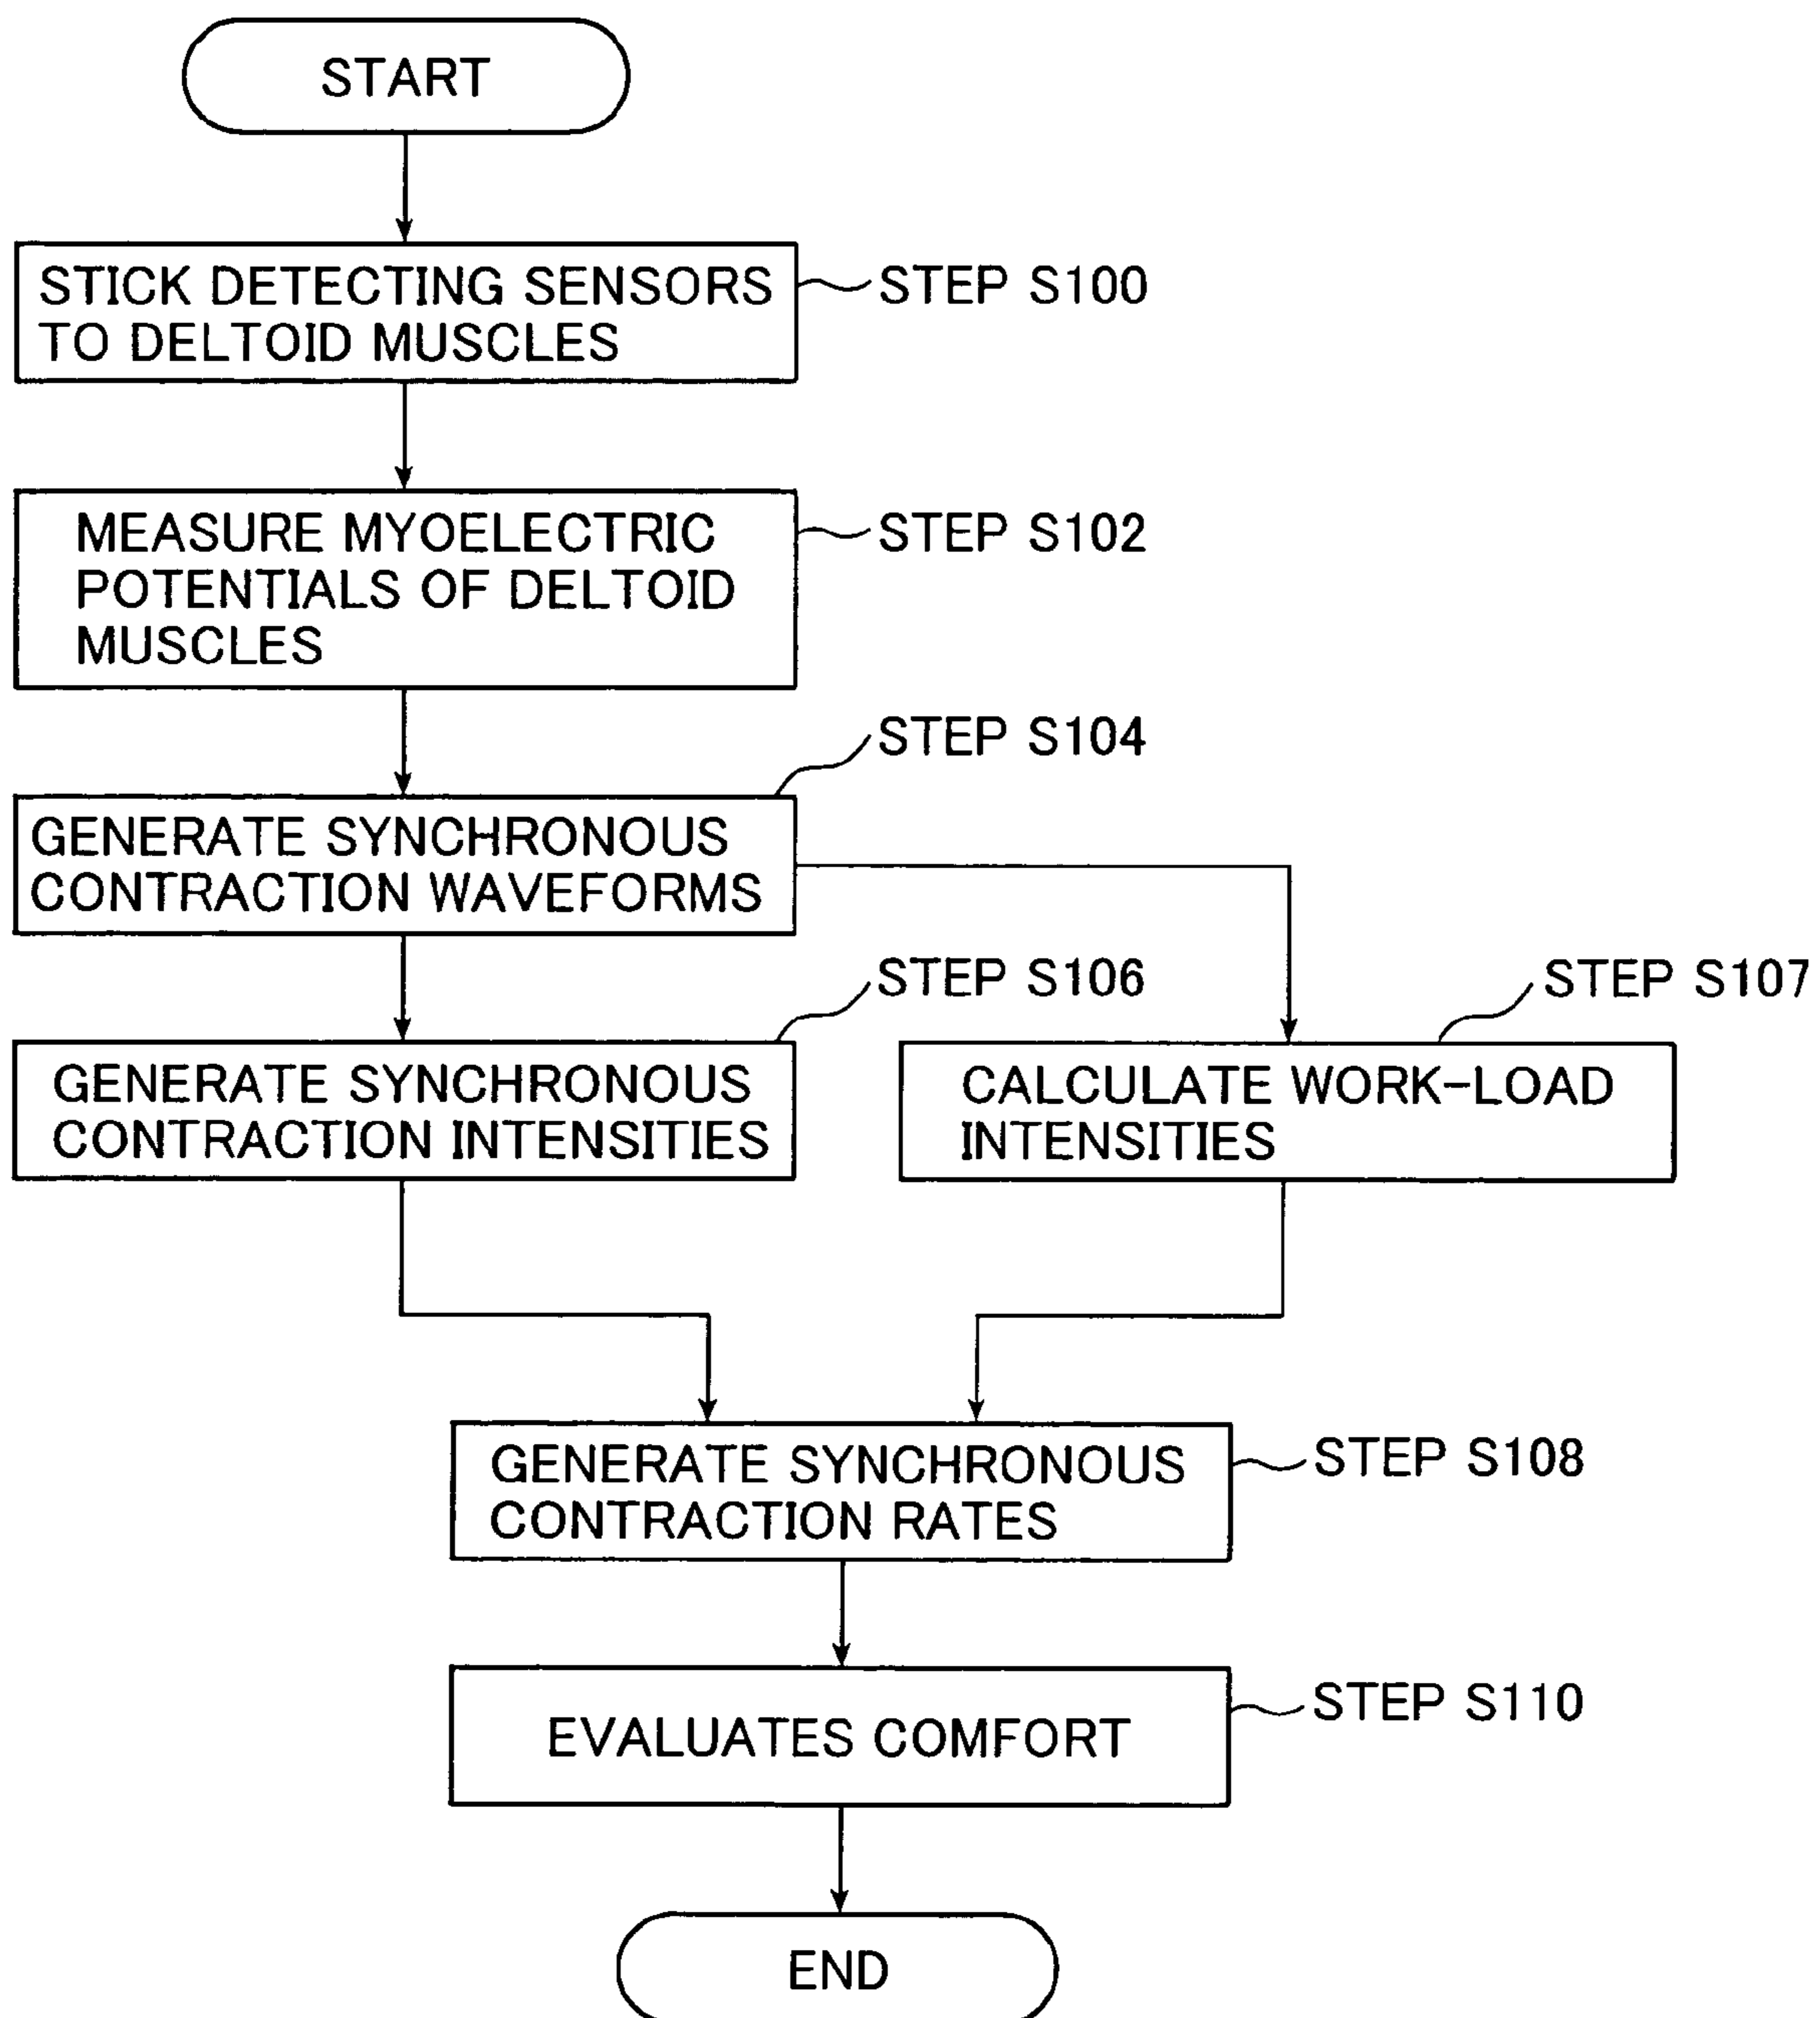 START
STICK DETECTING SENSORS
TO DELTOID MUSCLES
STEP S100
MEASURE MYOELECTRIC
POTENTIALS OF DELTOID
MUSCLES
STEP S102
STEP S104
GENERATE SYNCHRONOUS
CONTRACTION WAVEFORMS
STEP S106
GENERATE SYNCHRONOUS
CONTRACTION INTENSITIES
STEP S107
CALCULATE WORK-LOAD
INTENSITIES
GENERATE SYNCHRONOUS
CONTRACTION RATES
STEP S108
EVALUATES COMFORT
STEP S110
END